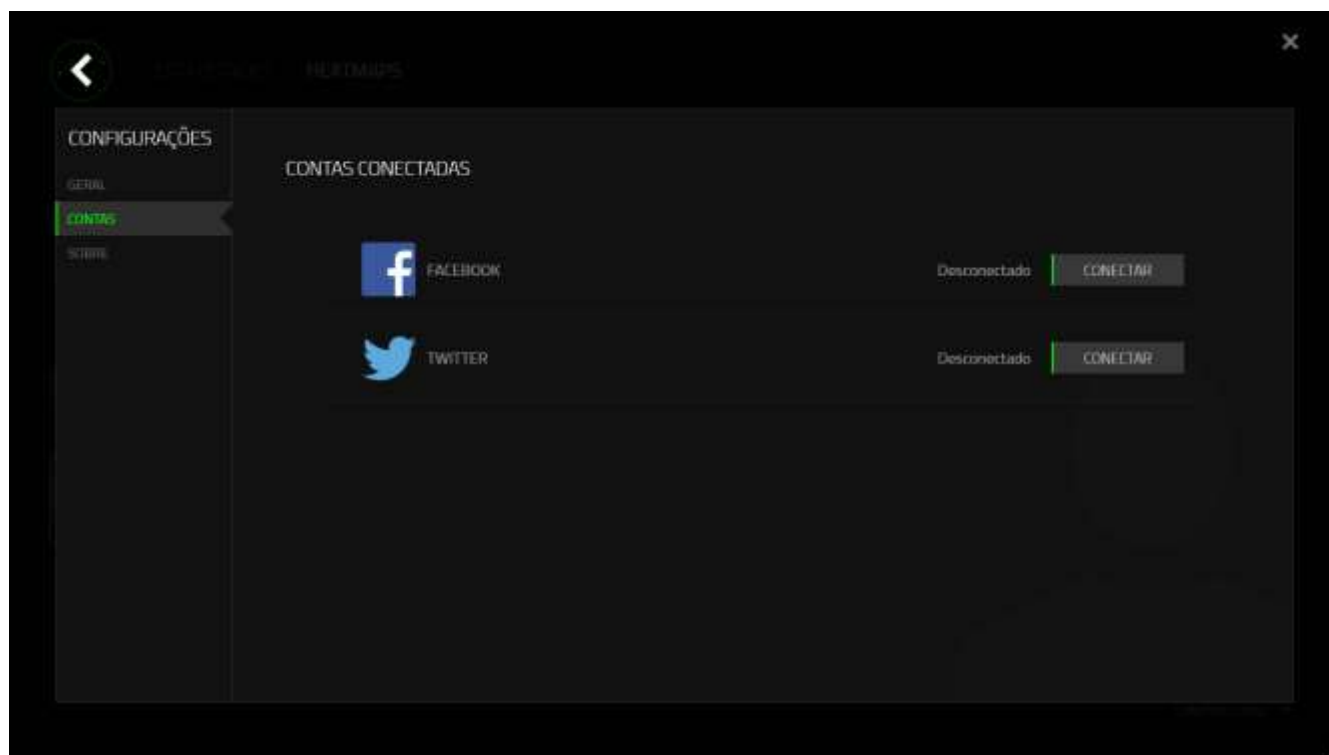 HEATMAPS
CONFIGURAÇÕES
GERAL
CONTAS
SOBRE
CONTAS CONECTADAS
FACEBOOK Desconectado CONECTAR
TWITTER Desconectado CONECTAR